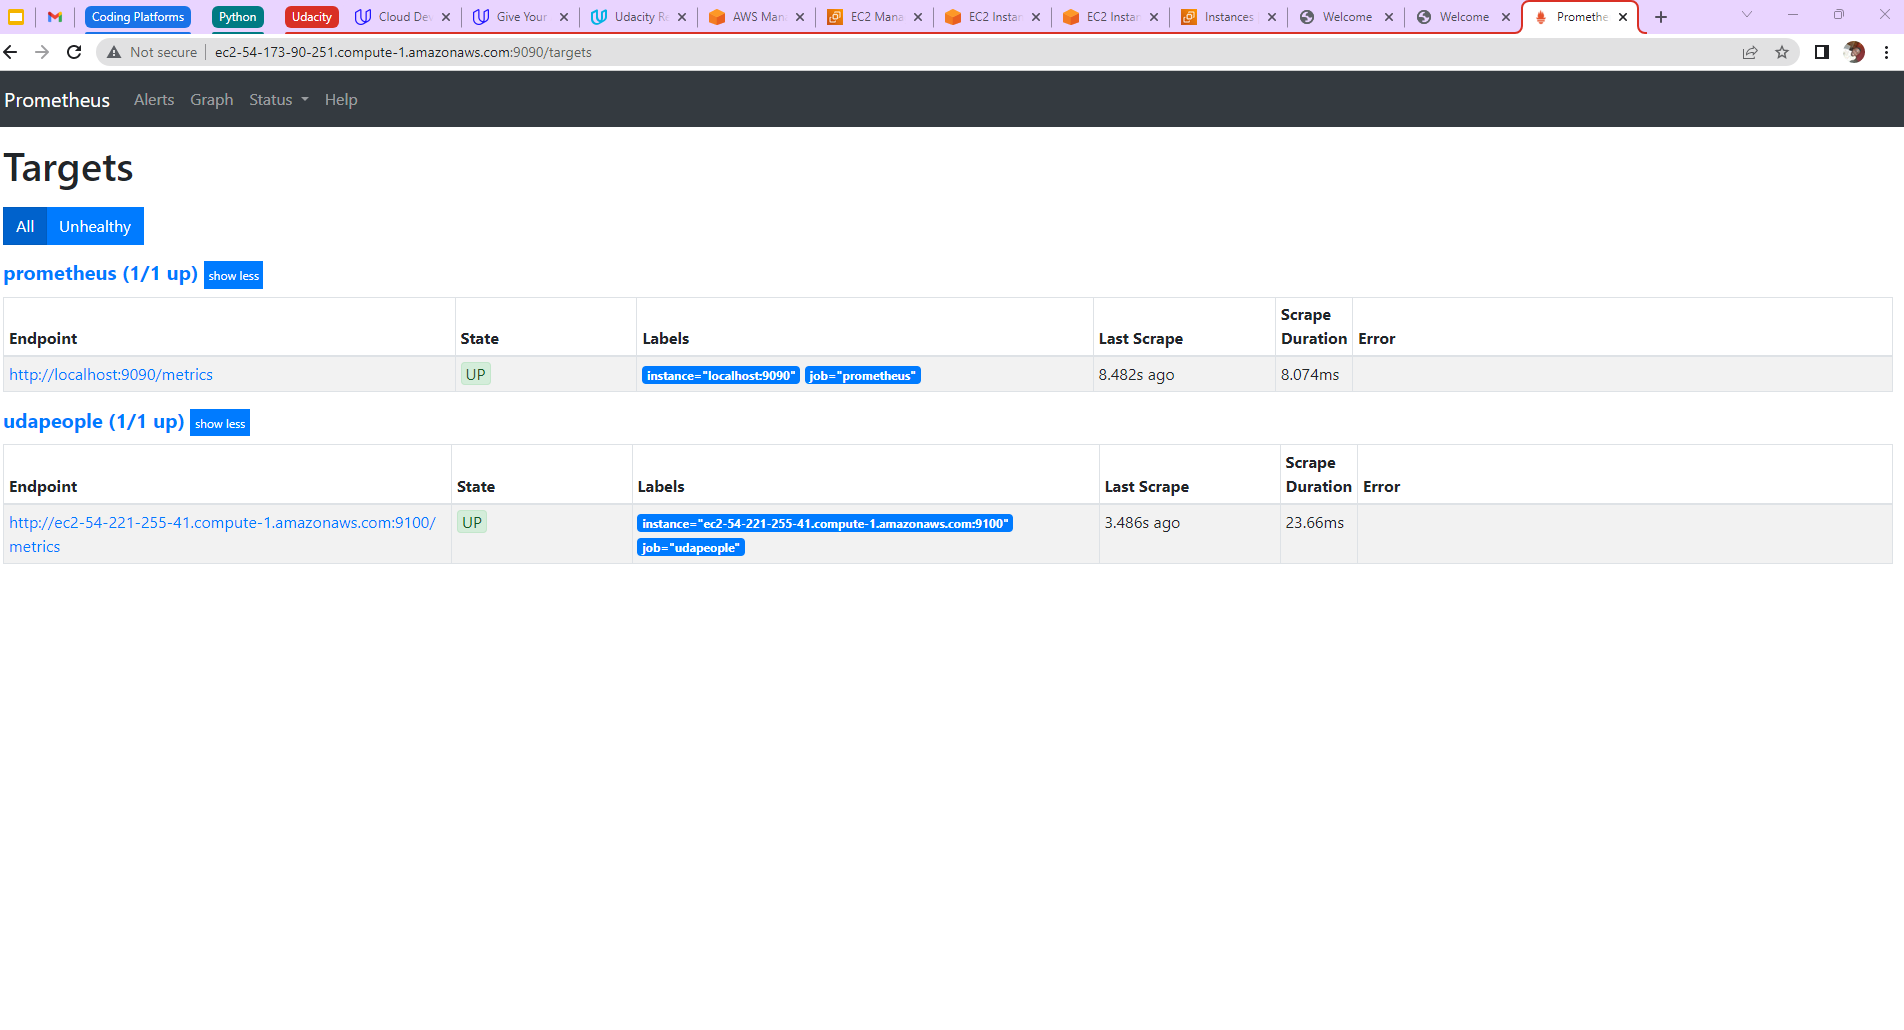 Coding Platforms Python Udacity Cloud De Give Your Udacity Re AWS Man EC2 Mana EC2 Instan EC2 Instan Instances Welcome Welcome Promethe
Not secure ec2-54-173-90-251.compute-1.amazonaws.com:9090/targets
Prometheus Alerts Graph Status Help
Targets
All Unhealthy
prometheus (1/1 up) show less
Endpoint State Labels Last Scrape Scrape Duration Error
http://localhost:9090/metrics UP instance="localhost:9090" job="prometheus" 8.482s ago 8.074ms
udapeople (1/1 up) show less
Endpoint State Labels Last Scrape Scrape Duration Error
http://ec2-54-221-255-41.compute-1.amazonaws.com:9100/ UP instance="ec2-54-221-255-41.compute-1.amazonaws.com:9100" 3.486s ago 23.66ms
metrics job="udapeople"